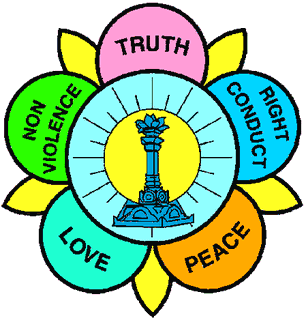 TRUTH
RIGHT
CONDUCT
PEACE
LOVE
NON
VIOLENCE